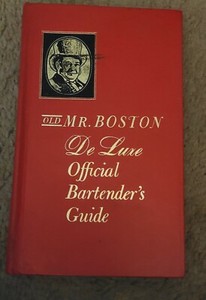 OLD MR. BOSTON
De Luxe
Official
Bartender's
Guide